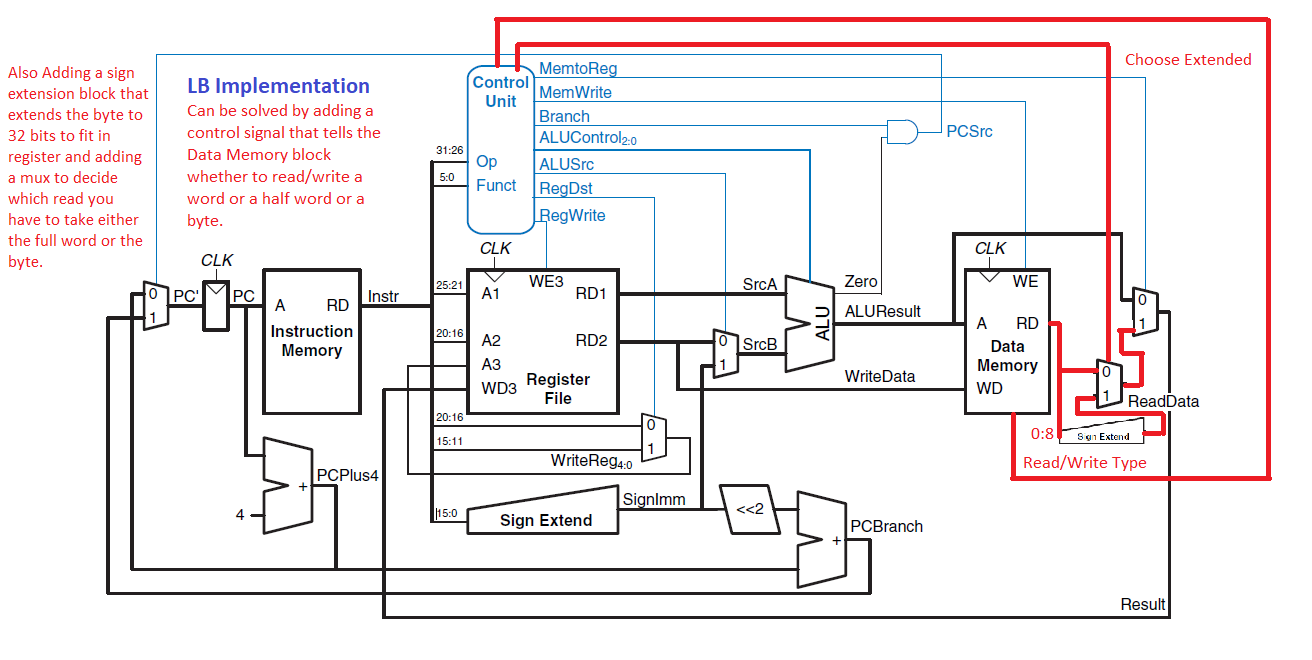 Also Adding a sign
extension block that
extends the byte to
32 bits to fit in
register and adding
a mux to decide
which read you
have to take either
the full word or the
byte.
LB Implementation
Can be solved by adding a
control signal that tells the
Data Memory block
whether to read/write a
word or a half word or a
byte.
Control
Unit
MemtoReg
MemWrite
Branch
ALUControl2:0
ALUSrc
RegDst
RegWrite
31:26
Op
5:0
Funct
PCSrc
Choose Extended
CLK
0
1
PC'
PC
A
RD
Instruction
Memory
Instr
CLK
25:21
A1
WE3
RD1
20:16
A2
RD2
A3
WD3
Register
File
20:16
0
15:11
1
WriteReg4:0
SrcA
0
1
SrcB
ALU
Zero
ALUResult
WriteData
CLK
WE
A
RD
Data
Memory
WD
0
1
0
1
ReadData
0:8
Sign Extend
Read/Write Type
4
+
PCPlus4
15:0
Sign Extend
SignImm
<<2
+
PCBranch
Result